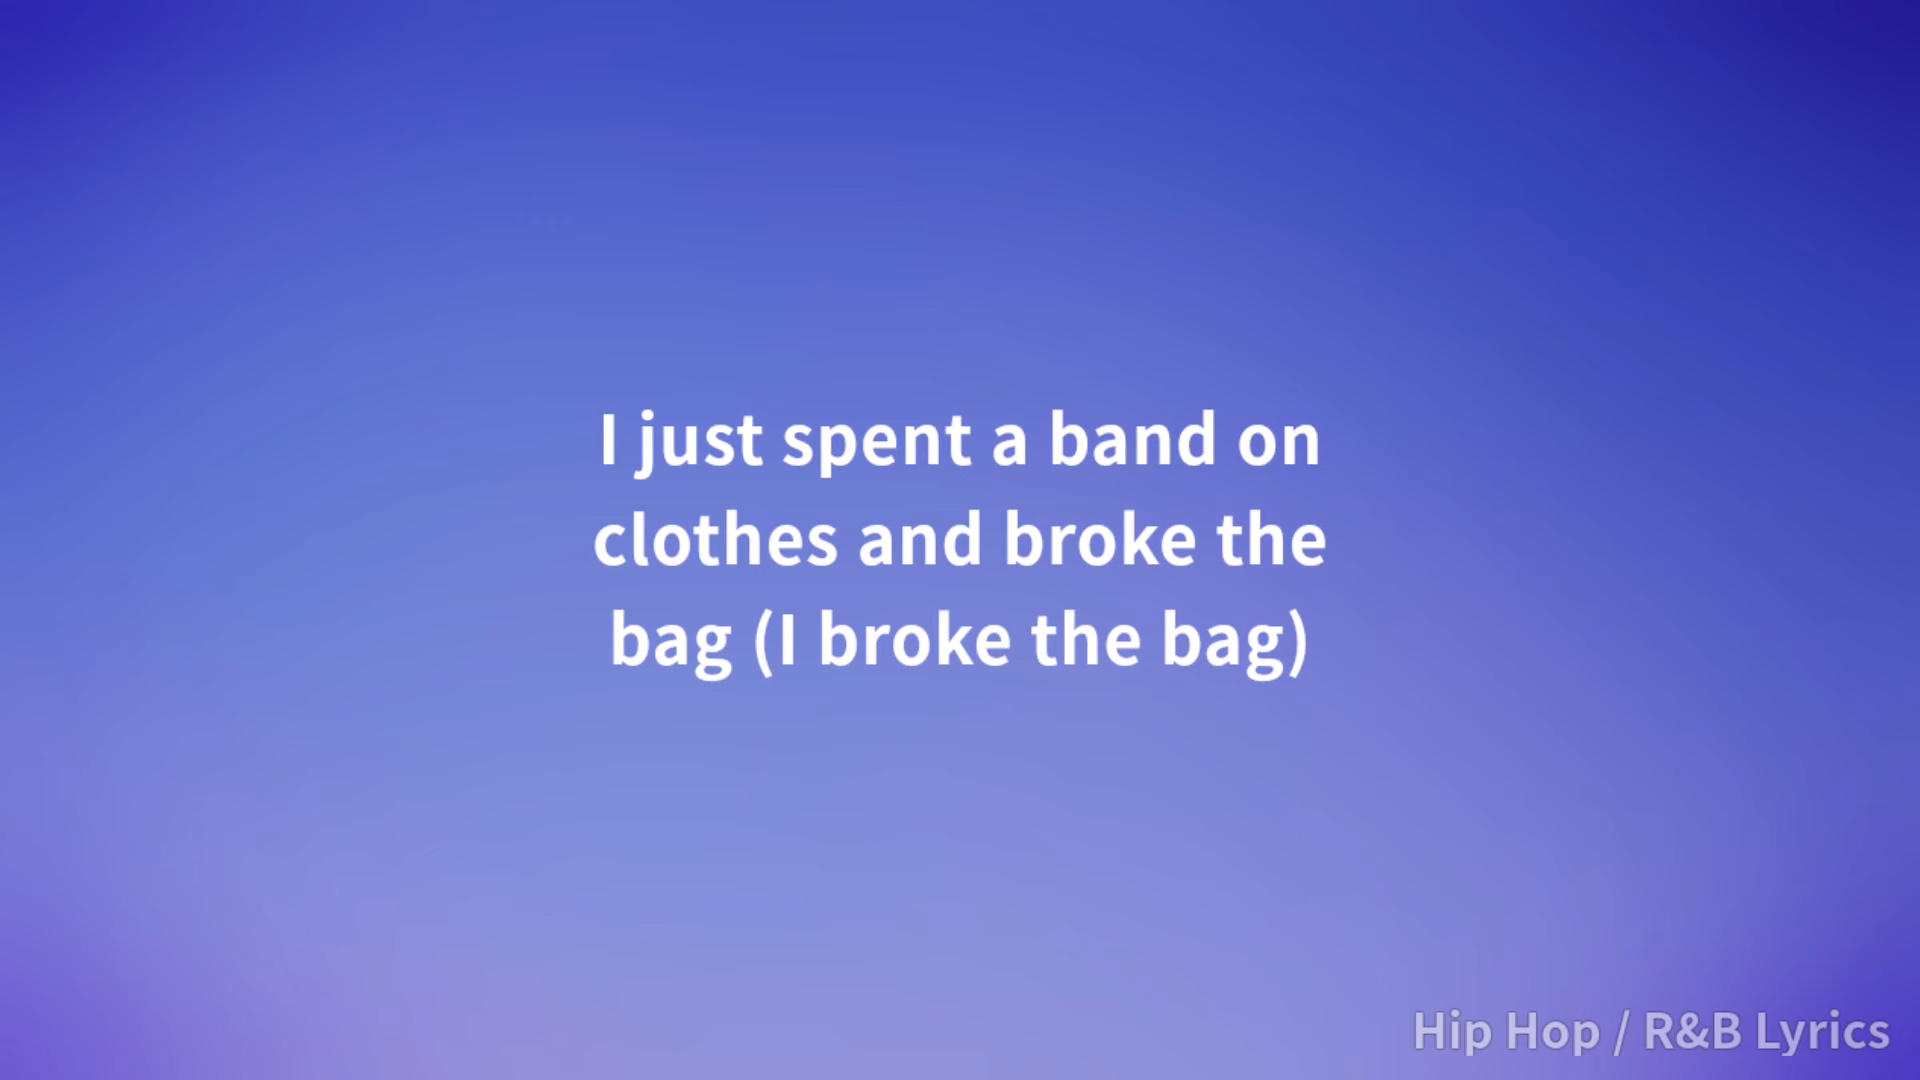 I just spent a band on
clothes and broke the
bag (I broke the bag)
Hip Hop / R&B Lyrics